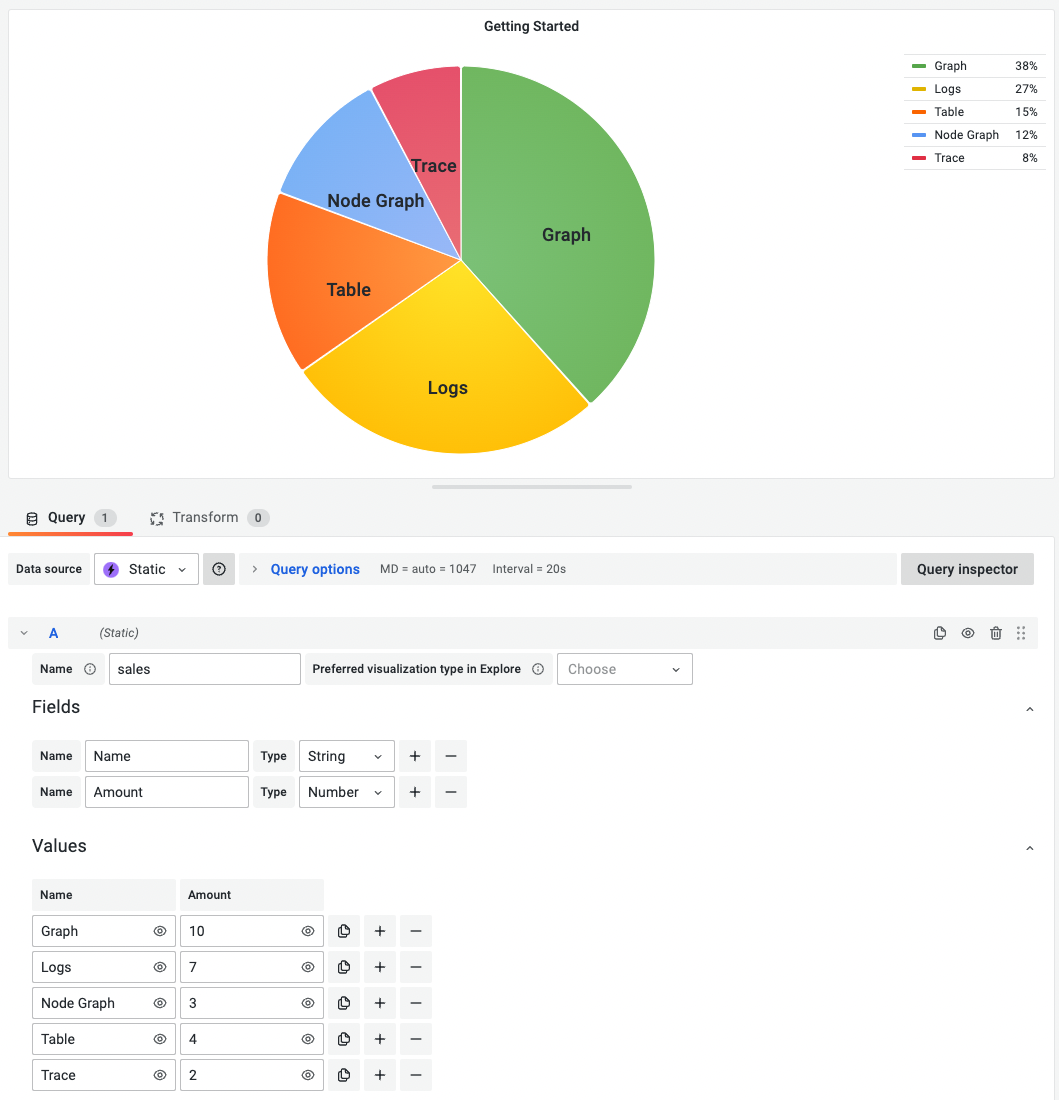 Getting Started
Graph 38%
Logs 27%
Table 15%
Node Graph 12%
Trace 8%
Trace
Node Graph
Graph
Table
Logs
Query 1 Transform 0
Data source Static Query options MD = auto = 1047 Interval = 20s Query inspector
A (Static)
Name sales Preferred visualization type in Explore Choose
Fields
Name Name Type String
Name Amount Type Number
Values
Name Amount
Graph 10
Logs 7
Node Graph 3
Table 4
Trace 2